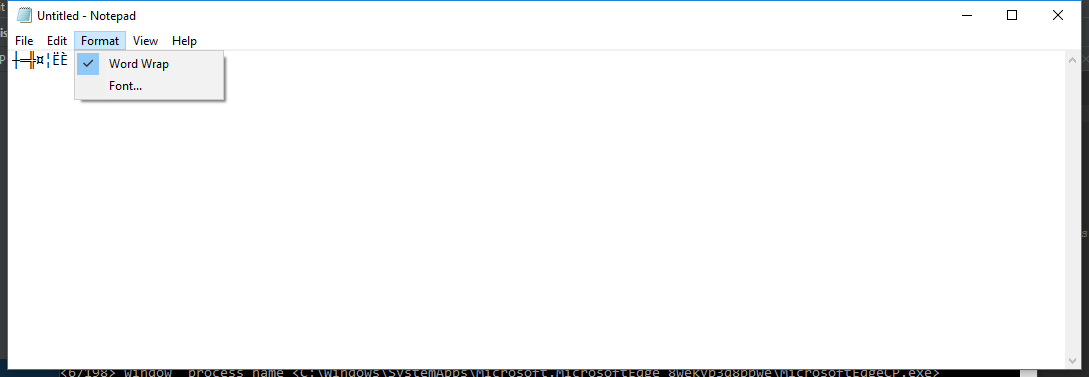 Untitled - Notepad
File Edit Format View Help
┼═╬¤¦ËÈ
Word Wrap
Font...
<6/198> window process name <C:\Windows\SystemApps\Microsoft.MicrosoftEdge_8wekyb3d8bbwe\MicrosoftEdgeCP.exe>